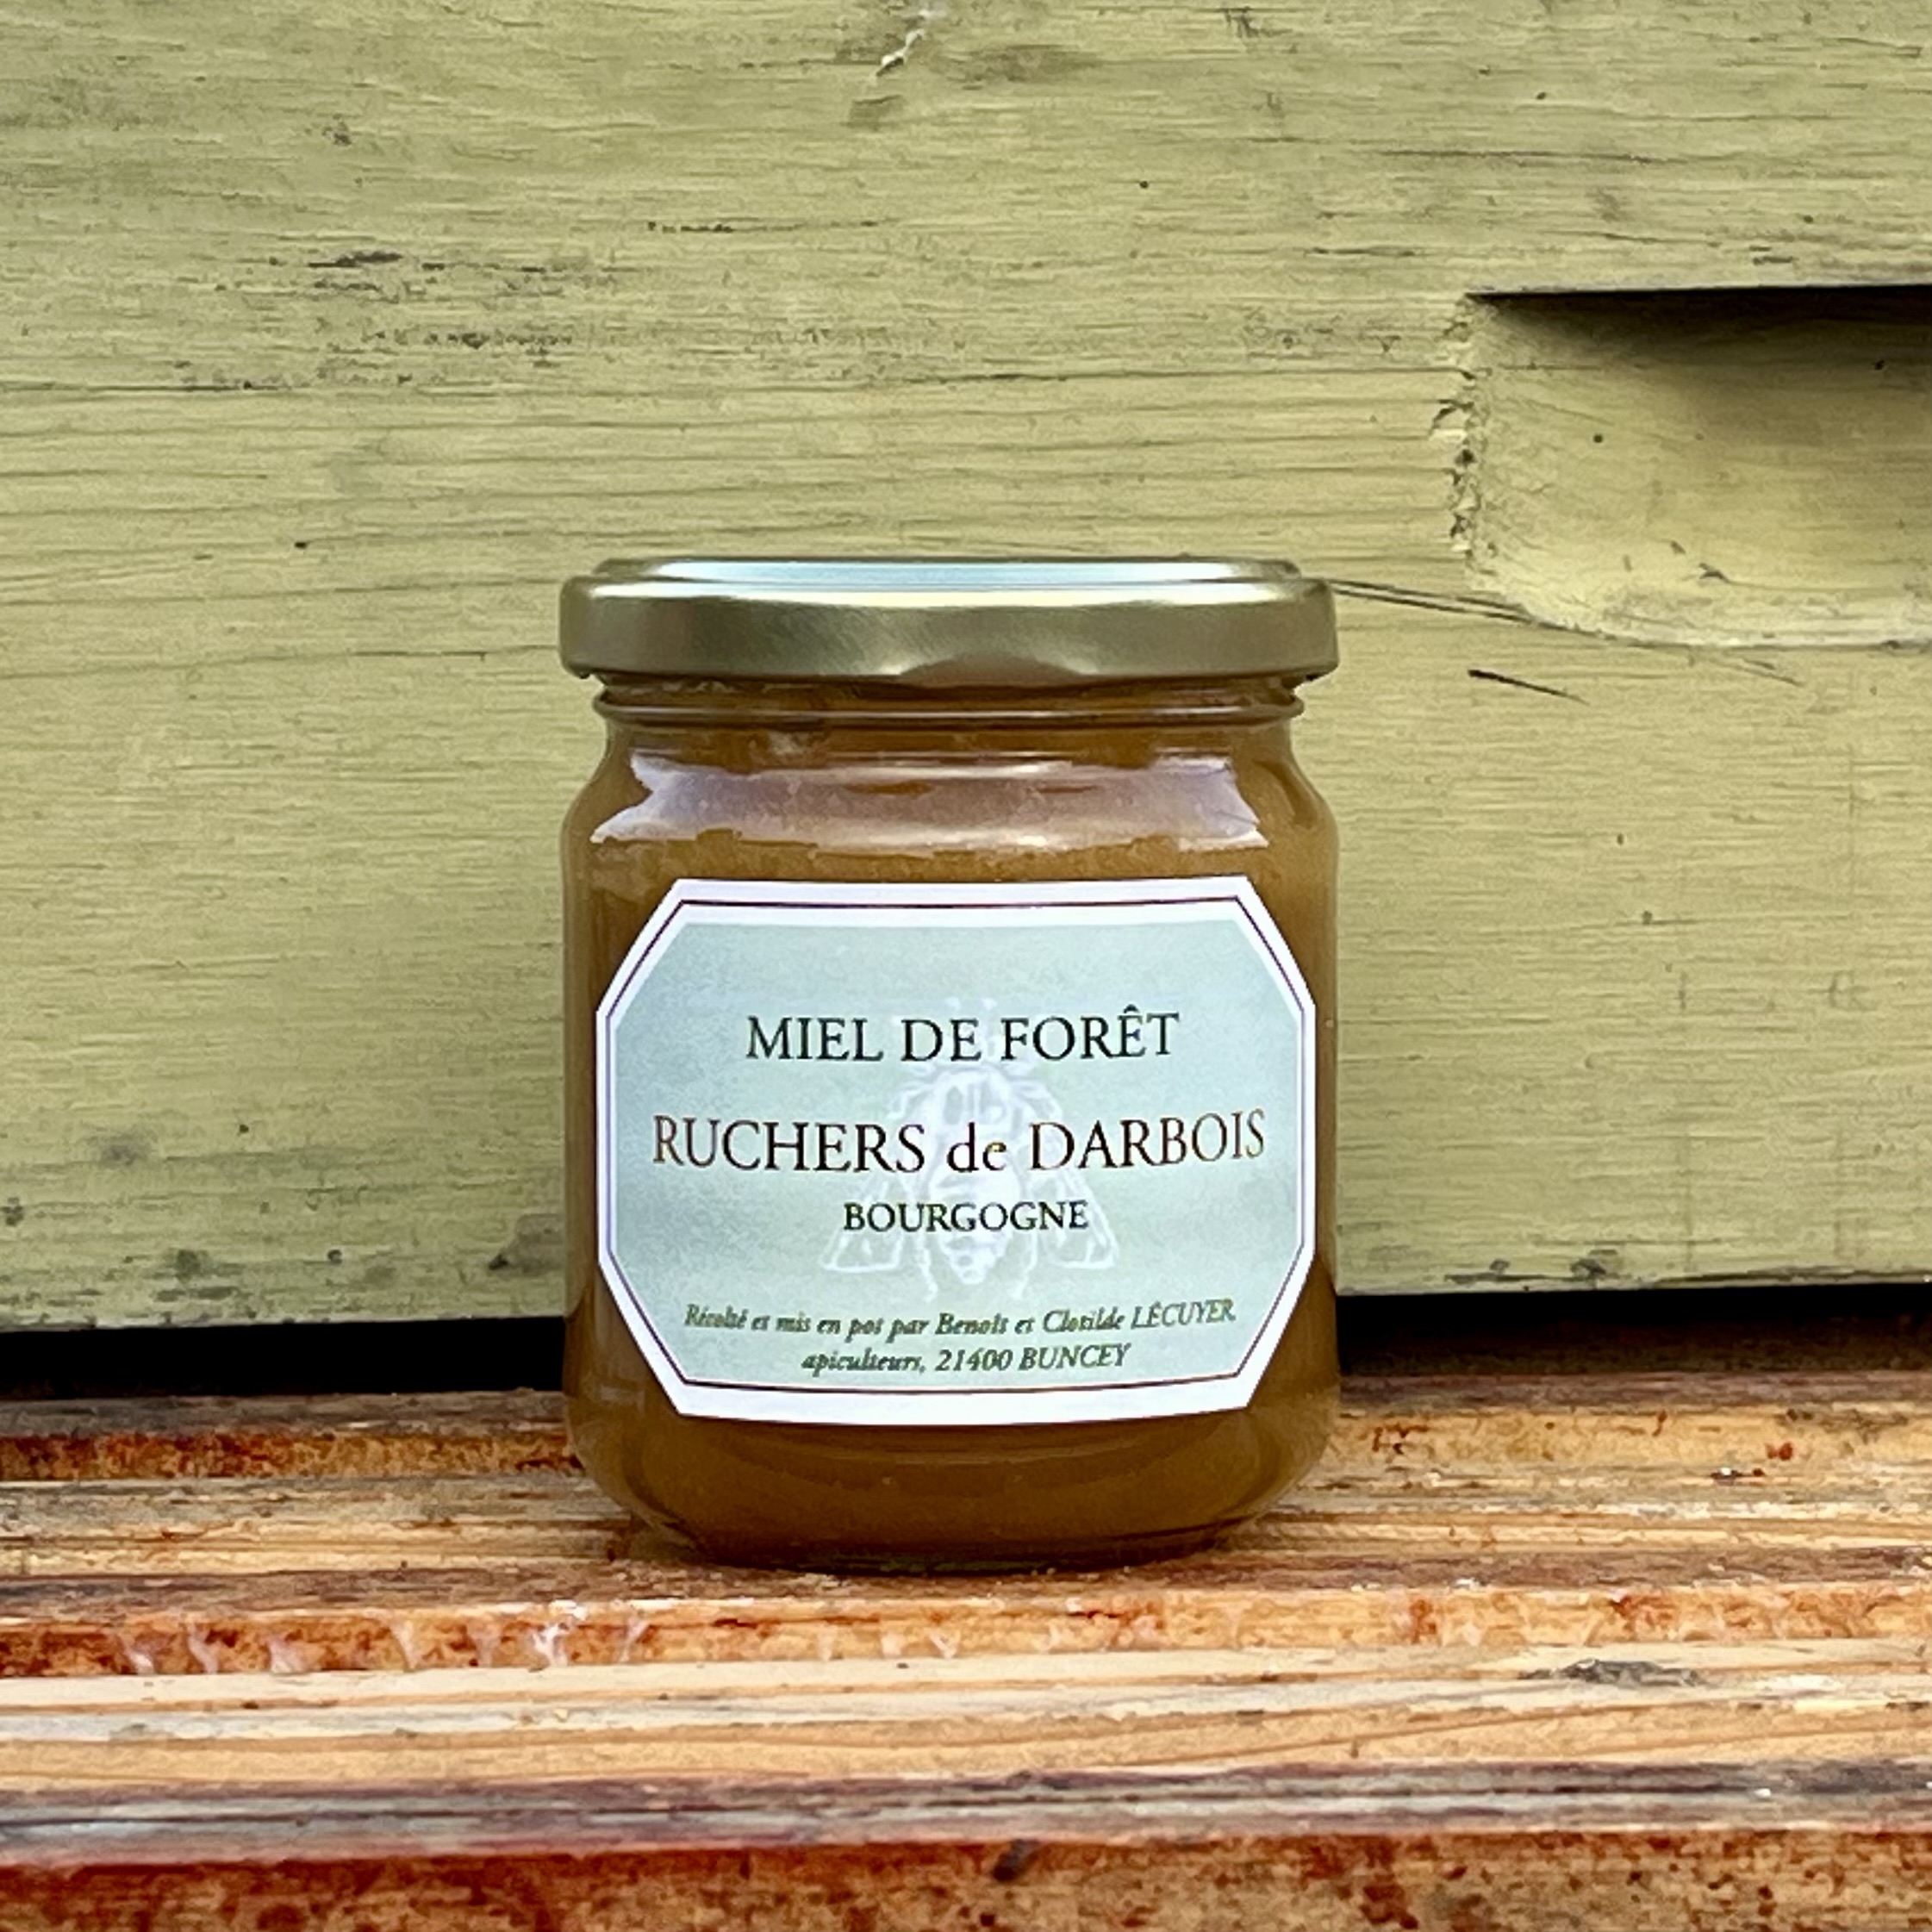 MIEL DE FORÊT
RUCHERS de DARBOIS
BOURGOGNE
Récolté et mis en pot par Benoît et Clotilde LÉCUYER
apiculteurs, 21400 BUNCEY